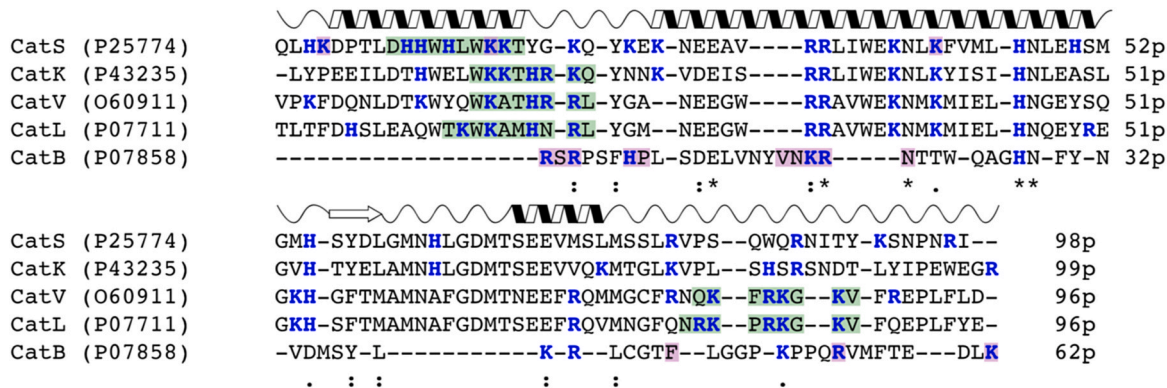 CatS (P25774) QLHKDPTLDHHWHLWKKTYG-KQ-YKEK-NEEAV----RRLIWEKNLKFVML-HNLEHSM 52p
CatK (P43235) -LYPEEILDTHWELWKKTHR-KQ-YNNK-VDEIS----RRLIWEKNLKYISI-HNLEASL 51p
CatV (O60911) VPKFDQNLDTKWYQWKATHR-RL-YGA--NEEGW----RRAVWEKNMKMIEL-HNGEYSQ 51p
CatL (P07711) TLTFDHSLEAQWTKWKAMHN-RL-YGM--NEEGW----RRAVWEKNMKMIEL-HNQEYRE 51p
CatB (P07858) -------------------RSRPSFHPL-SDELVNYVNKR-----NTTW-QAGHN-FY-N 32p
: : :* :* * . **
CatS (P25774) GMH-SYDLGMNHLGDMTSEEVMSLMSSLRVPS--QWQRNITY-KSNPNRI-- 98p
CatK (P43235) GVH-TYELAMNHLGDMTSEEVVQKMTGLKVPL--SHSRSNDT-LYIPEWEGR 99p
CatV (O60911) GKH-GFTMAMNAFGDMTNEEFRQMMGCFRNQK--FRKG--KV-FREPLFLD- 96p
CatL (P07711) GKH-SFTMAMNAFGDMTSEEFRQVMNGFQNRK--PRKG--KV-FQEPLFYE- 96p
CatB (P07858) -VDMSY-L-----------K-R--LCGTF--LGGP-KPPQRVMFTE---DLK 62p
. : : : : .